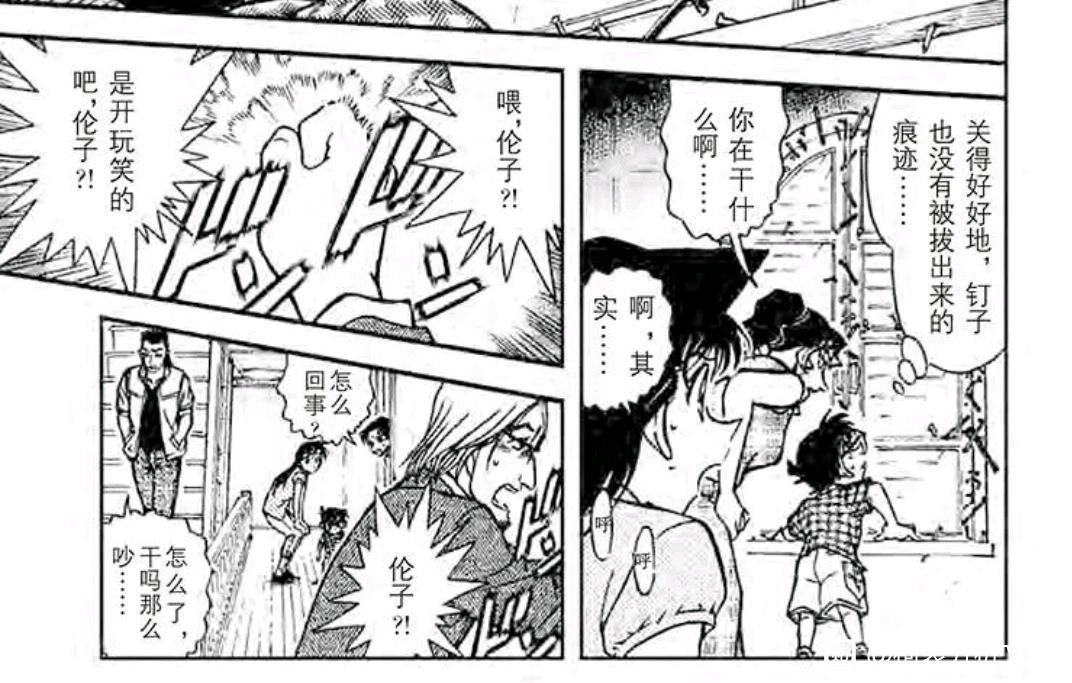 关得好好地，钉子
也没有被拔出来的
痕迹……
你在干什
么啊……
啊，其
实……
呼
呼
喂，伦子?!
是开玩笑的
吧，伦子?!
怎么
回事?
伦子?!
怎么了，
干吗那么
吵……